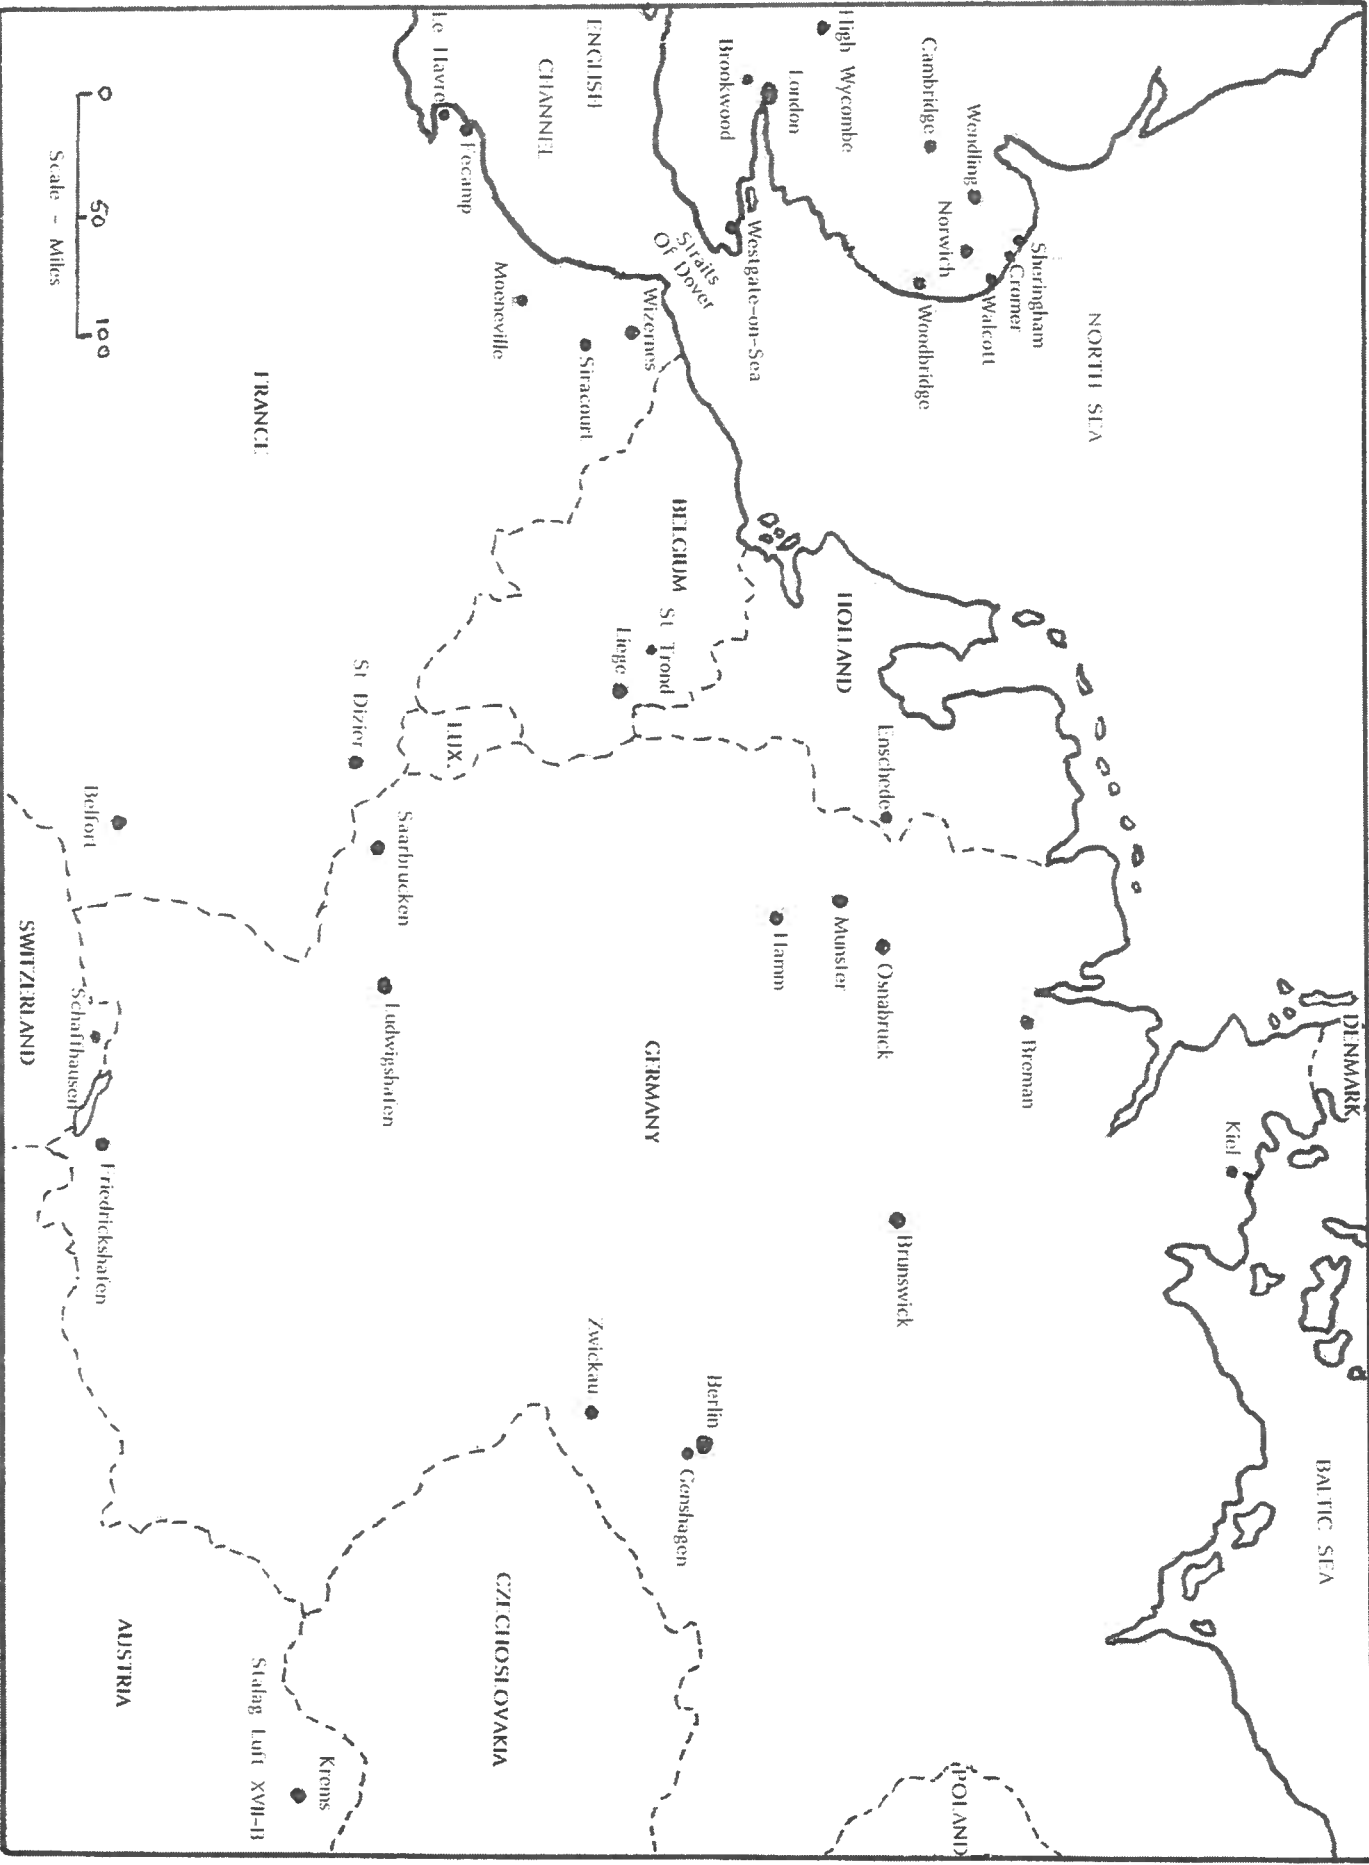 DENMARK
BALTIC SEA
Kiel
NORTH SEA
Sheringham
Cromer
Breman
Wendling
Walcott
Norwich
POLAND
Cambridge
Woodbridge
Brunswick
Enschede
Osnabruck
High Wycombe
HOLLAND
Munster
London
Hamm
Westgate-on-Sea
Brookwood
Berlin
Straits
Of Dover
Genshagen
BELGIUM
St Trond
Wizernes
GERMANY
Liege
ENGLISH
CHANNEL
Zwickau
Siracourt
Moeneville
CZECHOSLOVAKIA
Fecamp
LUX.
Le Havre
Saarbrucken
Ludwigshafen
St Dizier
Krems
Stalag Luft XVII-B
FRANCE
AUSTRIA
Friedrickshafen
Belfort
Schaffhausen
SWITZERLAND
0 50 100
Scale - Miles